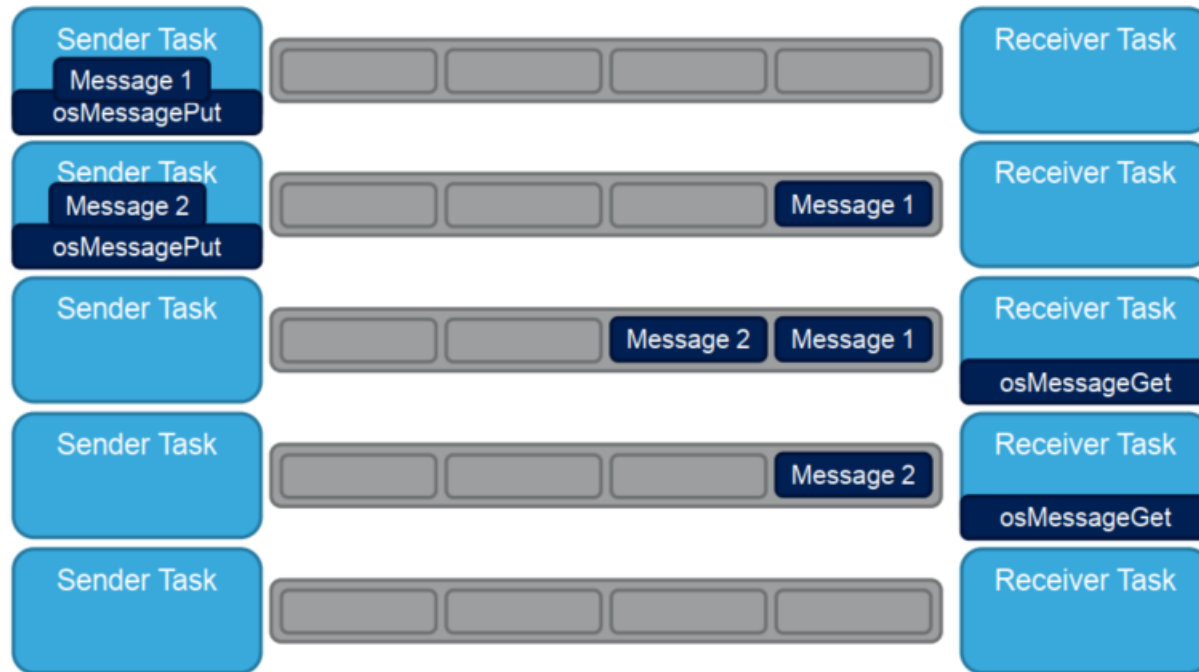 Sender Task
Message 1
osMessagePut
Receiver Task
Sender Task
Message 2
osMessagePut
Message 1
Receiver Task
Sender Task
Message 2 Message 1
Receiver Task
osMessageGet
Sender Task
Message 2
Receiver Task
osMessageGet
Sender Task
Receiver Task